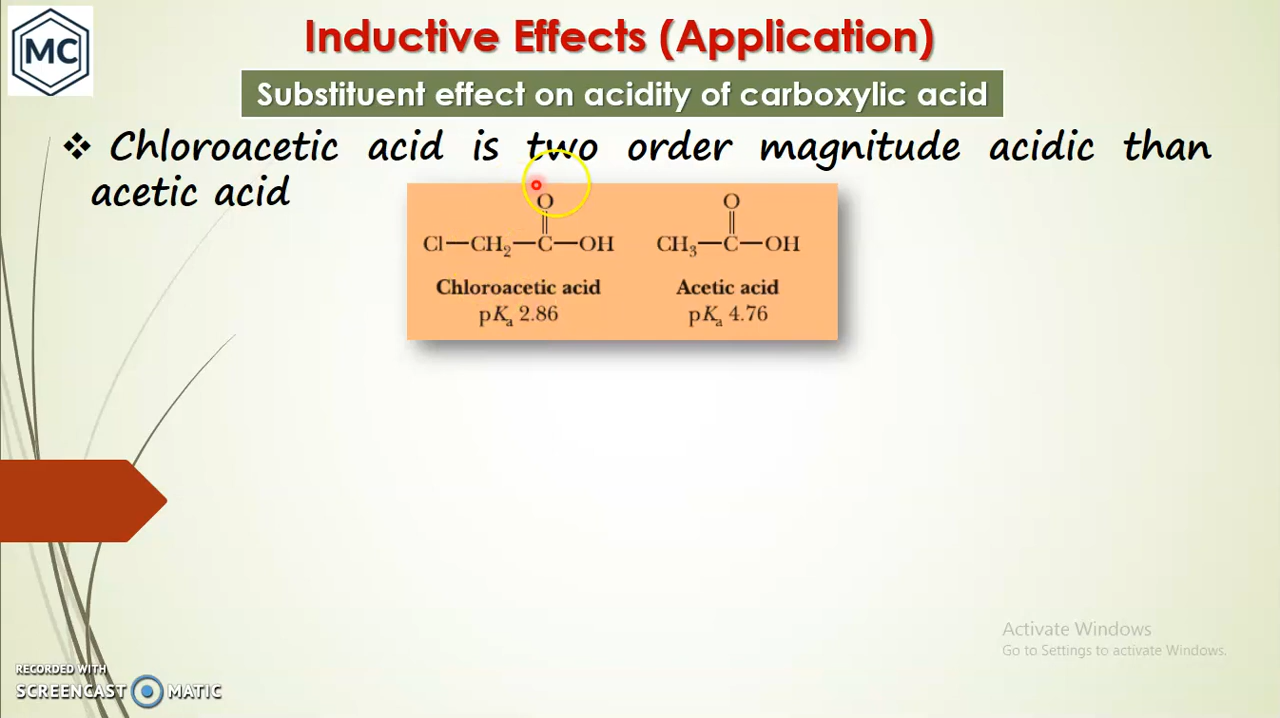 MC
Inductive Effects (Application)
Substituent effect on acidity of carboxylic acid
❖ Chloroacetic acid is two order magnitude acidic than
acetic acid
O O
Cl—CH₂—C—OH CH₃—C—OH
Chloroacetic acid Acetic acid
pKₐ 2.86 pKₐ 4.76
Activate Windows
Go to Settings to activate Windows.
RECORDED WITH
SCREENCAST MATIC